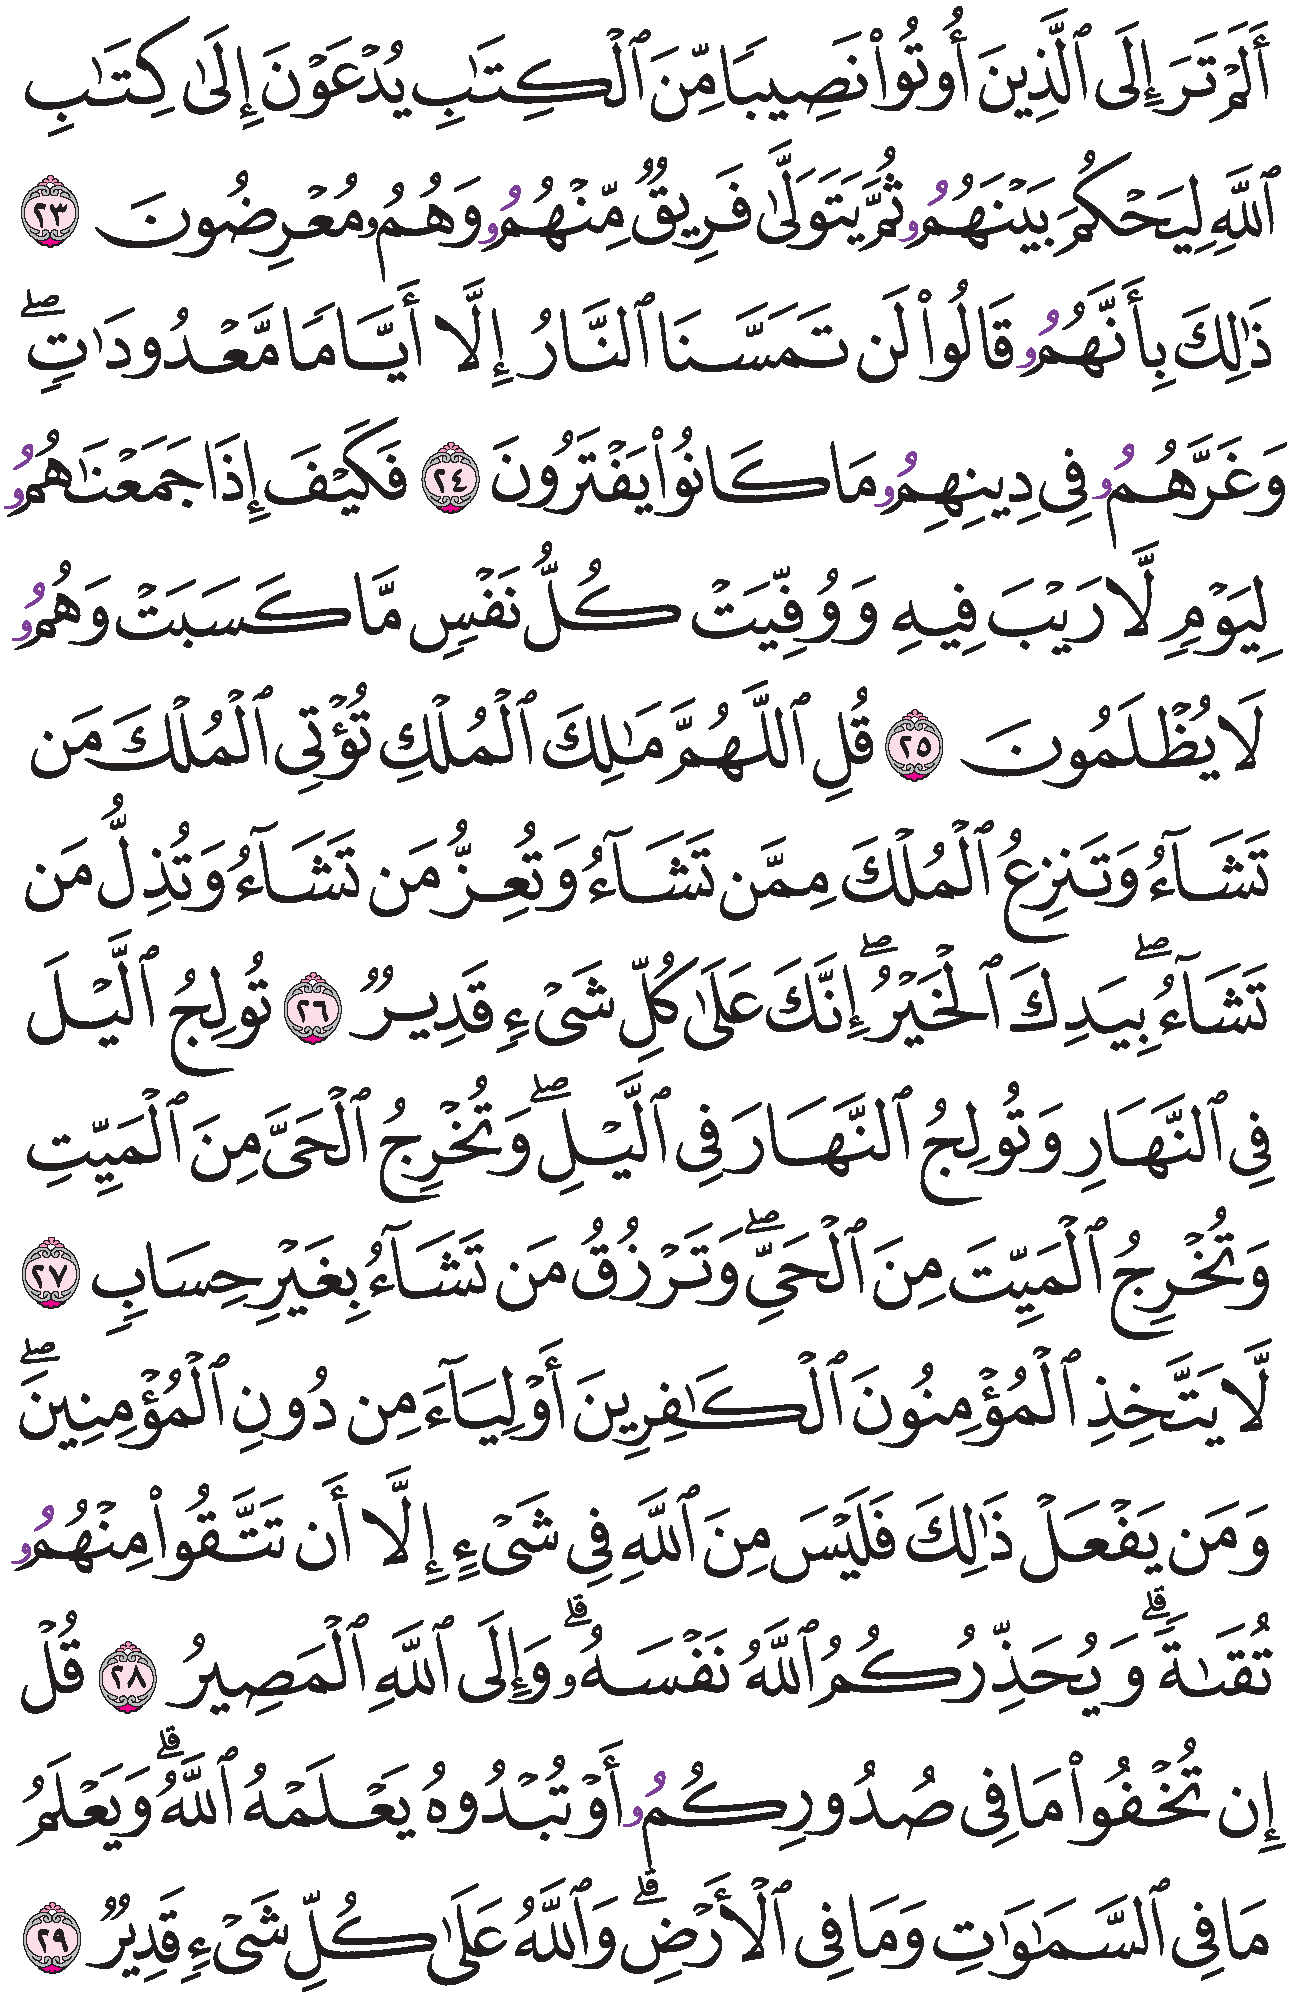 أَلَمۡ تَرَ إِلَى ٱلَّذِينَ أُوتُواْ نَصِيبٗا مِّنَ ٱلۡكِتَٰبِ يُدۡعَوۡنَ إِلَىٰ كِتَٰبِ
ٱللَّهِ لِيَحۡكُمَ بَيۡنَهُمُۥ ثُمَّ يَتَوَلَّىٰ فَرِيقٞ مِّنۡهُمُۥ وَهُمُۥ مُعۡرِضُونَ ٢٣
ذَٰلِكَ بِأَنَّهُمُۥ قَالُواْ لَن تَمَسَّنَا ٱلنَّارُ إِلَّا أَيَّامٗا مَّعۡدُودَٰتٖۖ
وَغَرَّهُمُۥ فِي دِينِهِمُۥ مَا كَانُواْ يَفۡتَرُونَ ٢٤ فَكَيۡفَ إِذَا جَمَعۡنَٰهُمُۥ
لِيَوۡمٖ لَّا رَيۡبَ فِيهِ وَوُفِّيَتۡ كُلُّ نَفۡسٖ مَّا كَسَبَتۡ وَهُمُۥ
لَا يُظۡلَمُونَ ٢٥ قُلِ ٱللَّهُمَّ مَٰلِكَ ٱلۡمُلۡكِ تُؤۡتِي ٱلۡمُلۡكَ مَن
تَشَآءُ وَتَنزِعُ ٱلۡمُلۡكَ مِمَّن تَشَآءُ وَتُعِزُّ مَن تَشَآءُ وَتُذِلُّ مَن
تَشَآءُۖ بِيَدِكَ ٱلۡخَيۡرُۖ إِنَّكَ عَلَىٰ كُلِّ شَيۡءٖ قَدِيرٞ ٢٦ تُولِجُ ٱلَّيۡلَ
فِي ٱلنَّهَارِ وَتُولِجُ ٱلنَّهَارَ فِي ٱلَّيۡلِۖ وَتُخۡرِجُ ٱلۡحَيَّ مِنَ ٱلۡمَيِّتِ
وَتُخۡرِجُ ٱلۡمَيِّتَ مِنَ ٱلۡحَيِّۖ وَتَرۡزُقُ مَن تَشَآءُ بِغَيۡرِ حِسَابٖ ٢٧
لَّا يَتَّخِذِ ٱلۡمُؤۡمِنُونَ ٱلۡكَٰفِرِينَ أَوۡلِيَآءَ مِن دُونِ ٱلۡمُؤۡمِنِينَۖ
وَمَن يَفۡعَلۡ ذَٰلِكَ فَلَيۡسَ مِنَ ٱللَّهِ فِي شَيۡءٍ إِلَّا أَن تَتَّقُواْ مِنۡهُمُۥ
تُقَىٰةٗۗ وَيُحَذِّرُكُمُ ٱللَّهُ نَفۡسَهُۥۗ وَإِلَى ٱللَّهِ ٱلۡمَصِيرُ ٢٨ قُلۡ
إِن تُخۡفُواْ مَا فِي صُدُورِكُمُۥ أَوۡ تُبۡدُوهُ يَعۡلَمۡهُ ٱللَّهُۗ وَيَعۡلَمُ
مَا فِي ٱلسَّمَٰوَٰتِ وَمَا فِي ٱلۡأَرۡضِۗ وَٱللَّهُ عَلَىٰ كُلِّ شَيۡءٖ قَدِيرٞ ٢٩